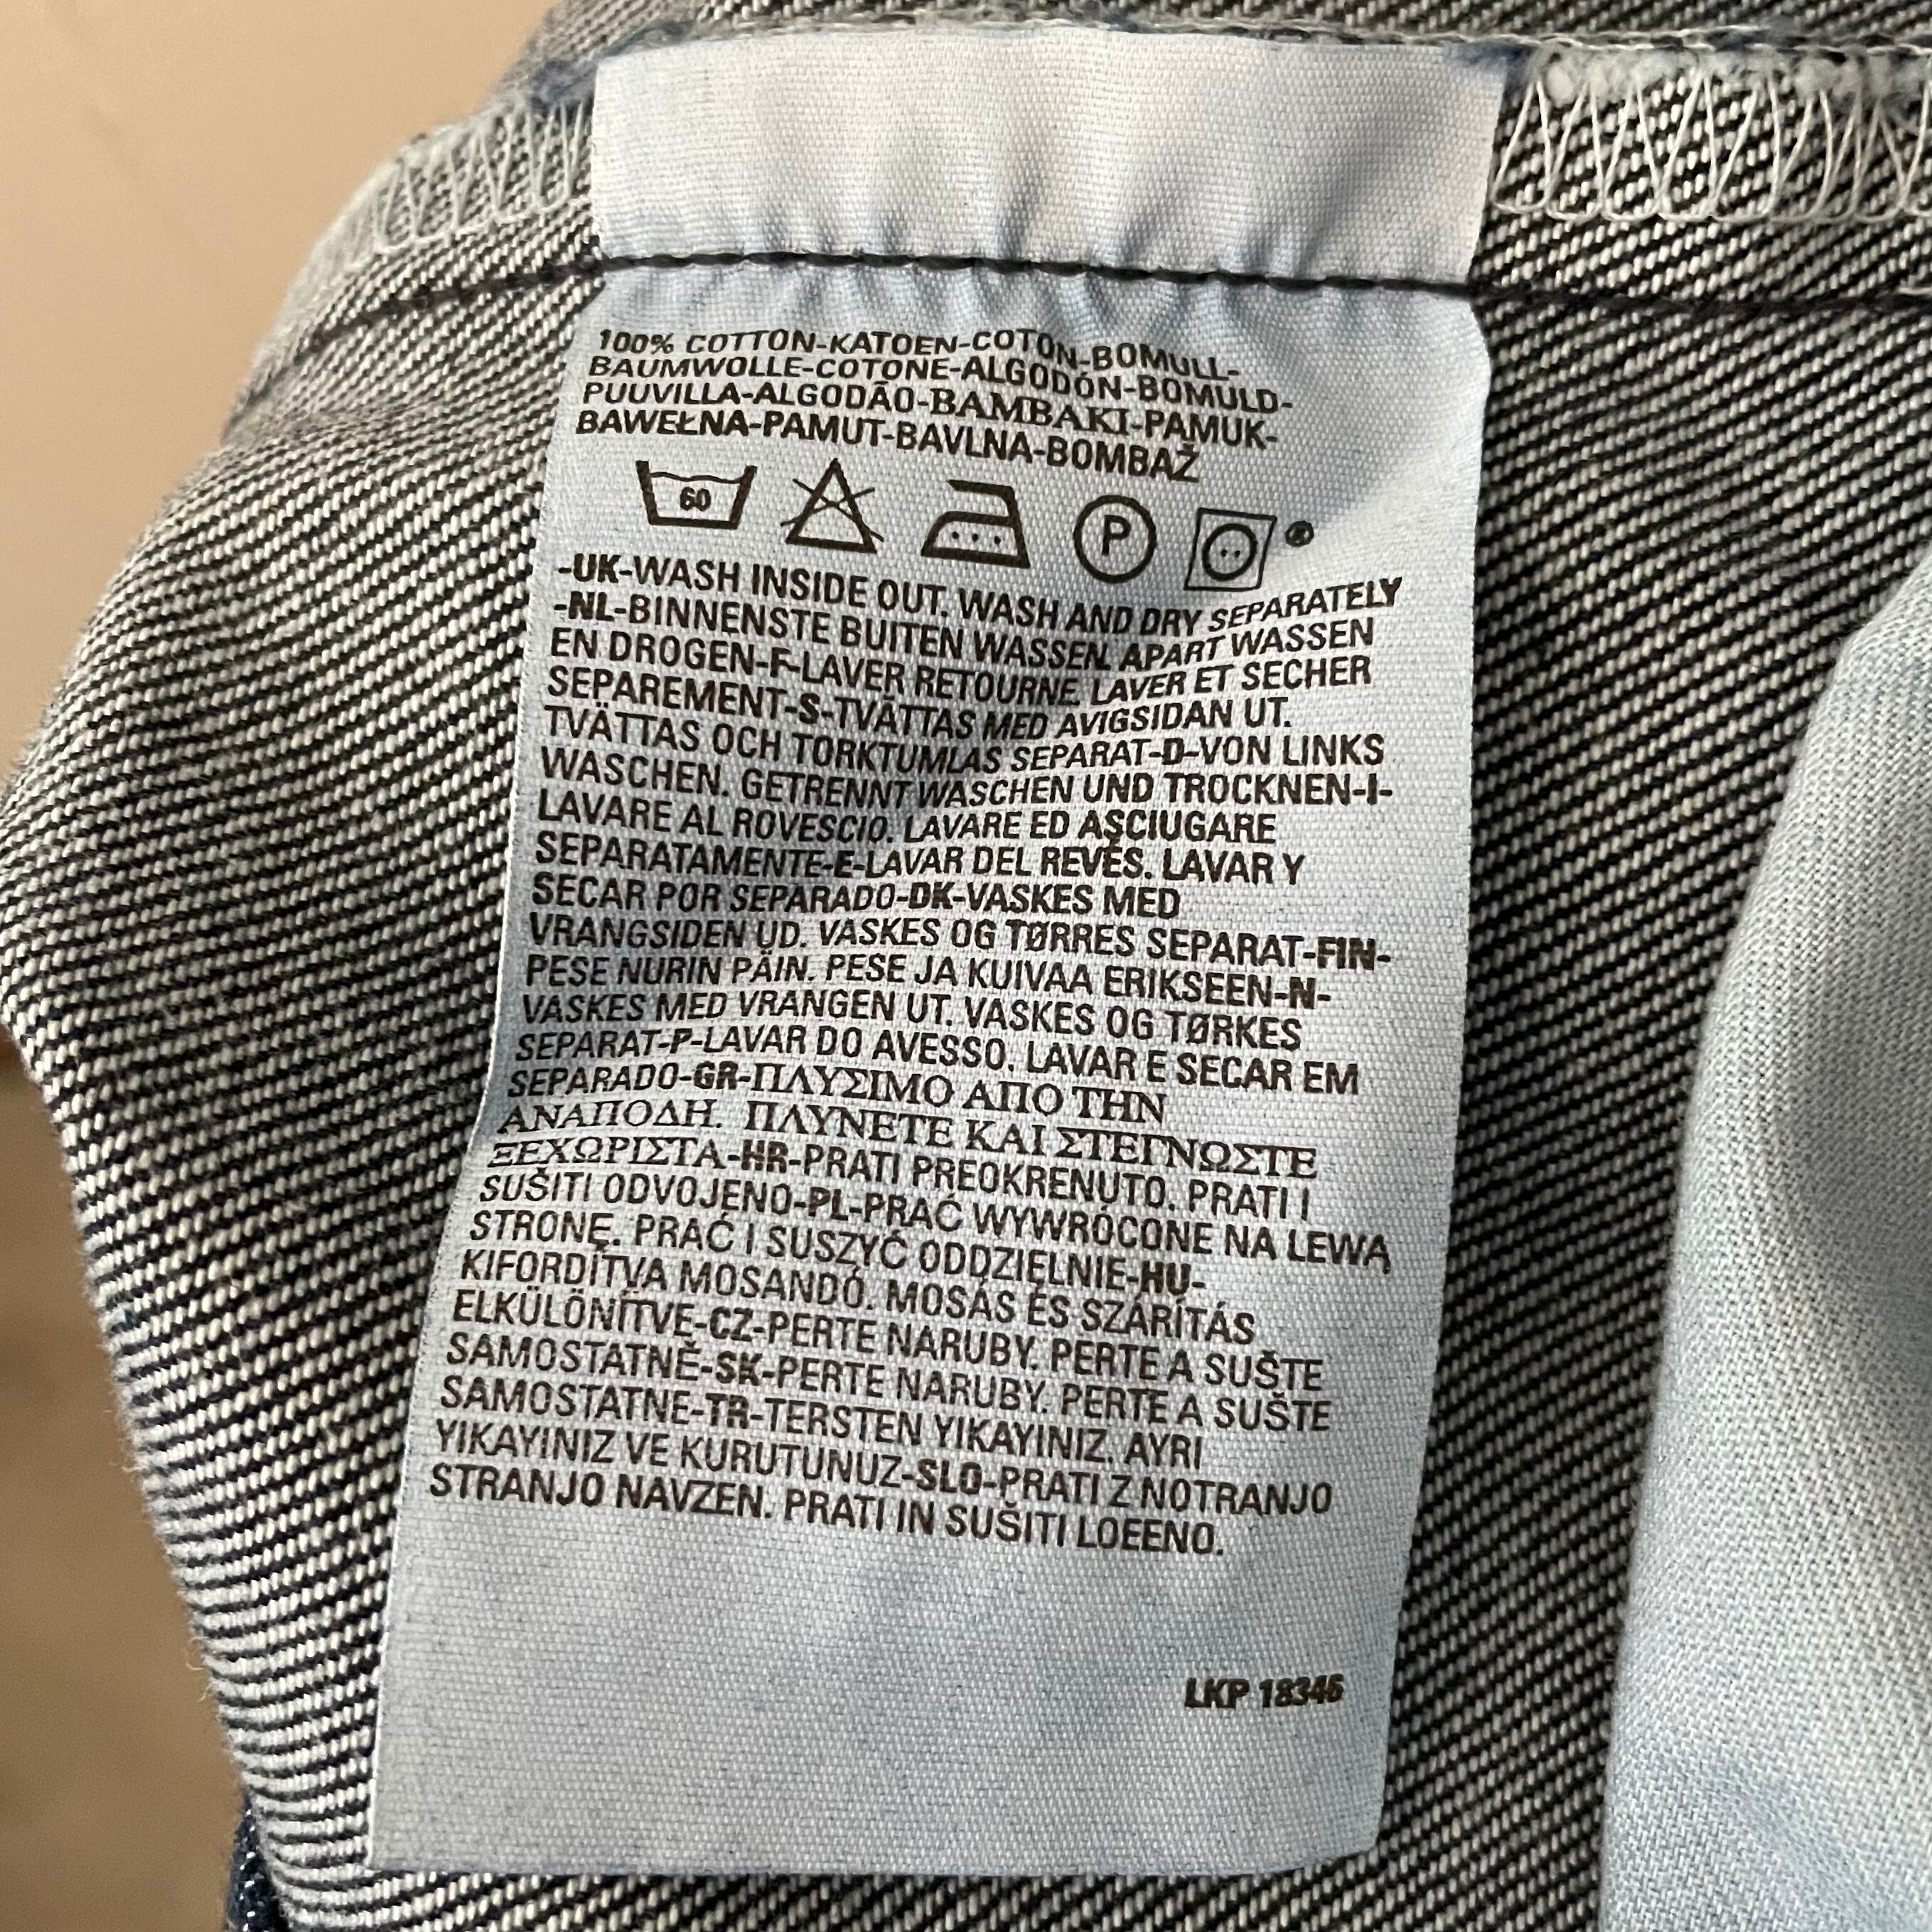 100% COTTON-KATOEN-COTON-BOMULL-
BAUMWOLLE-COTONE-ALGODÓN-BOMULD-
PUUVILLA-ALGODÃO-BAMBAKI-PAMUK-
BAWEŁNA-PAMUT-BAVLNA-BOMBAŽ
60 P ®
-UK-WASH INSIDE OUT. WASH AND DRY SEPARATELY
-NL-BINNENSTE BUITEN WASSEN. APART WASSEN
EN DROGEN-F-LAVER RETOURNE. LAVER ET SECHER
SEPAREMENT-S-TVÄTTAS MED AVIGSIDAN UT.
TVÄTTAS OCH TORKTUMLAS SEPARAT-D-VON LINKS
WASCHEN. GETRENNT WASCHEN UND TROCKNEN-I-
LAVARE AL ROVESCIO. LAVARE ED ASCIUGARE
SEPARATAMENTE-E-LAVAR DEL REVÉS. LAVAR Y
SECAR POR SEPARADO-DK-VASKES MED
VRANGSIDEN UD. VASKES OG TØRRES SEPARAT-FIN-
PESE NURIN PÄIN. PESE JA KUIVAA ERIKSEEN-N-
VASKES MED VRANGEN UT. VASKES OG TØRKES
SEPARAT-P-LAVAR DO AVESSO. LAVAR E SECAR EM
SEPARADO-GR-ΠΛΥΣΙΜΟ ΑΠΟ ΤΗΝ
ΑΝΑΠΟΔΗ. ΠΛΥΝΕΤΕ ΚΑΙ ΣΤΕΓΝΩΣΤΕ
ΞΕΧΩΡΙΣΤΑ-HR-PRATI PREOKRENUTO. PRATI I
SUŠITI ODVOJENO-PL-PRAĆ WYWRÓCONE NA LEWĄ
STRONĘ. PRAĆ I SUSZYĆ ODDZIELNIE-HU-
KIFORDÍTVA MOSANDÓ. MOSÁS ÉS SZÁRÍTÁS
ELKÜLÖNÍTVE-CZ-PERTE NARUBY. PERTE A SUŠTE
SAMOSTATNĚ-SK-PERTE NARUBY. PERTE A SUŠTE
SAMOSTATNE-TR-TERSTEN YIKAYINIZ. AYRI
YIKAYINIZ VE KURUTUNUZ-SLO-PRATI Z NOTRANJO
STRANJO NAVZEN. PRATI IN SUŠITI LOEENO.
LKP 18346